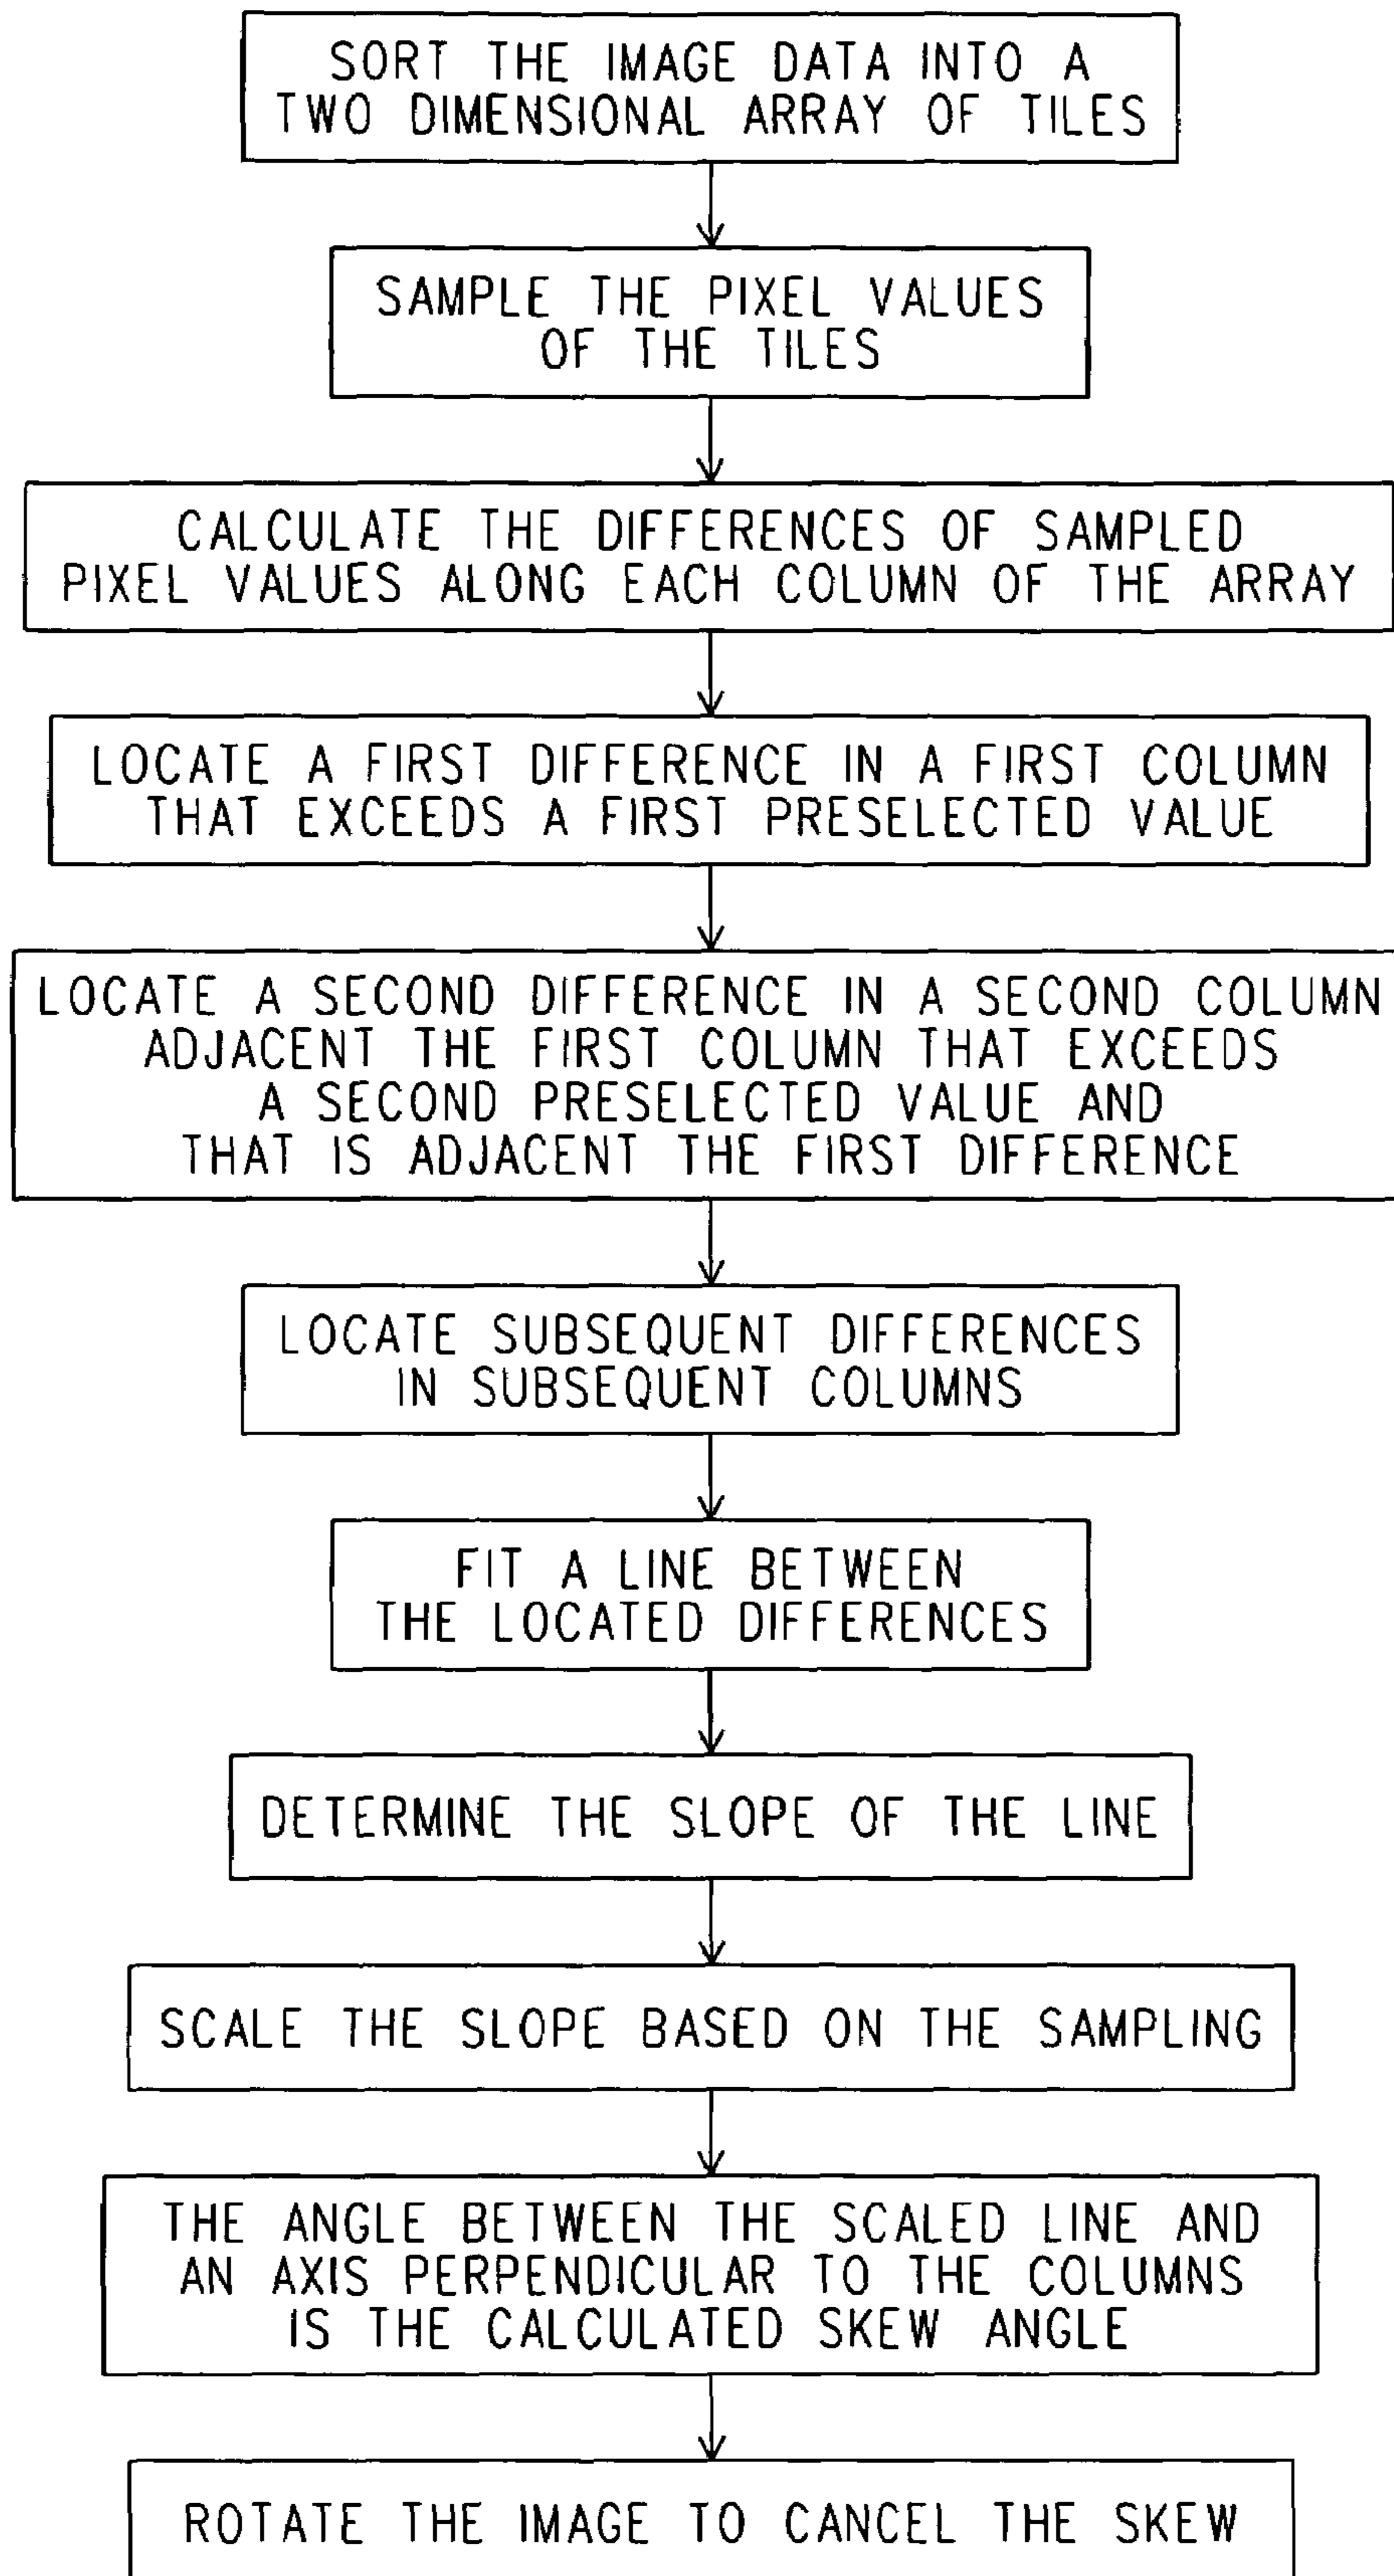 SORT THE IMAGE DATA INTO A
TWO DIMENSIONAL ARRAY OF TILES
SAMPLE THE PIXEL VALUES
OF THE TILES
CALCULATE THE DIFFERENCES OF SAMPLED
PIXEL VALUES ALONG EACH COLUMN OF THE ARRAY
LOCATE A FIRST DIFFERENCE IN A FIRST COLUMN
THAT EXCEEDS A FIRST PRESELECTED VALUE
LOCATE A SECOND DIFFERENCE IN A SECOND COLUMN
ADJACENT THE FIRST COLUMN THAT EXCEEDS
A SECOND PRESELECTED VALUE AND
THAT IS ADJACENT THE FIRST DIFFERENCE
LOCATE SUBSEQUENT DIFFERENCES
IN SUBSEQUENT COLUMNS
FIT A LINE BETWEEN
THE LOCATED DIFFERENCES
DETERMINE THE SLOPE OF THE LINE
SCALE THE SLOPE BASED ON THE SAMPLING
THE ANGLE BETWEEN THE SCALED LINE AND
AN AXIS PERPENDICULAR TO THE COLUMNS
IS THE CALCULATED SKEW ANGLE
ROTATE THE IMAGE TO CANCEL THE SKEW